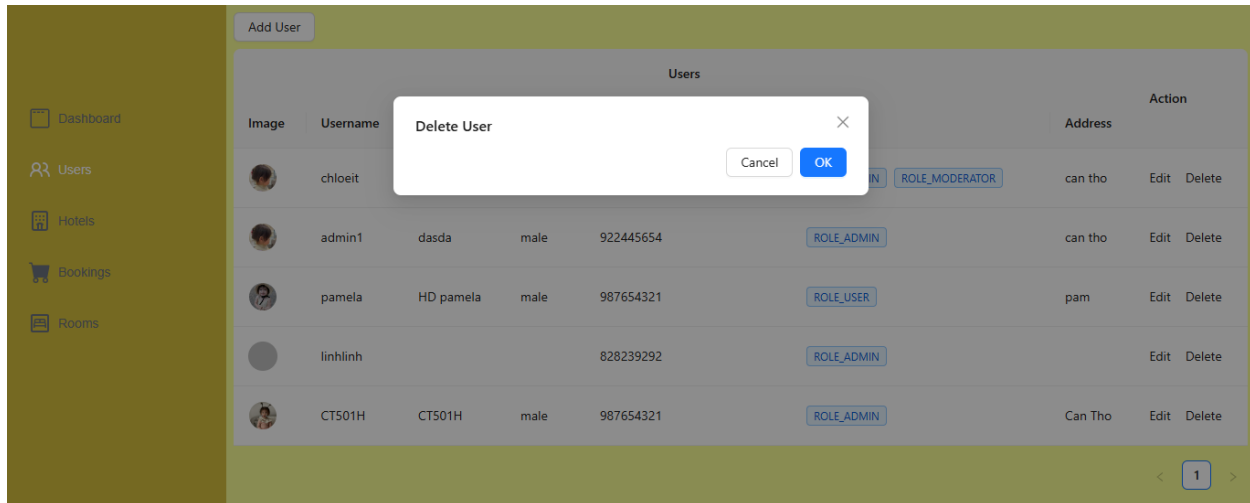 Add User
Users
Action
Image Username Address
Delete User
Cancel OK
Dashboard
Users
Hotels
Bookings
Rooms
chloeit IN ROLE_MODERATOR can tho Edit Delete
admin1 dasda male 922445654 ROLE_ADMIN can tho Edit Delete
pamela HD pamela male 987654321 ROLE_USER pam Edit Delete
linhlinh 828239292 ROLE_ADMIN Edit Delete
CT501H CT501H male 987654321 ROLE_ADMIN Can Tho Edit Delete
< 1 >